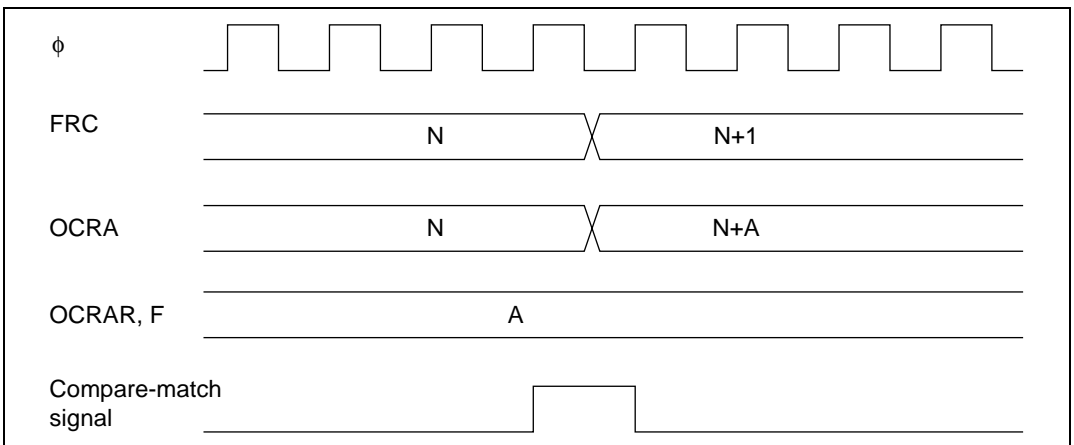 ϕ
FRC
N
N+1
OCRA
N
N+A
OCRAR, F
A
Compare-match
signal